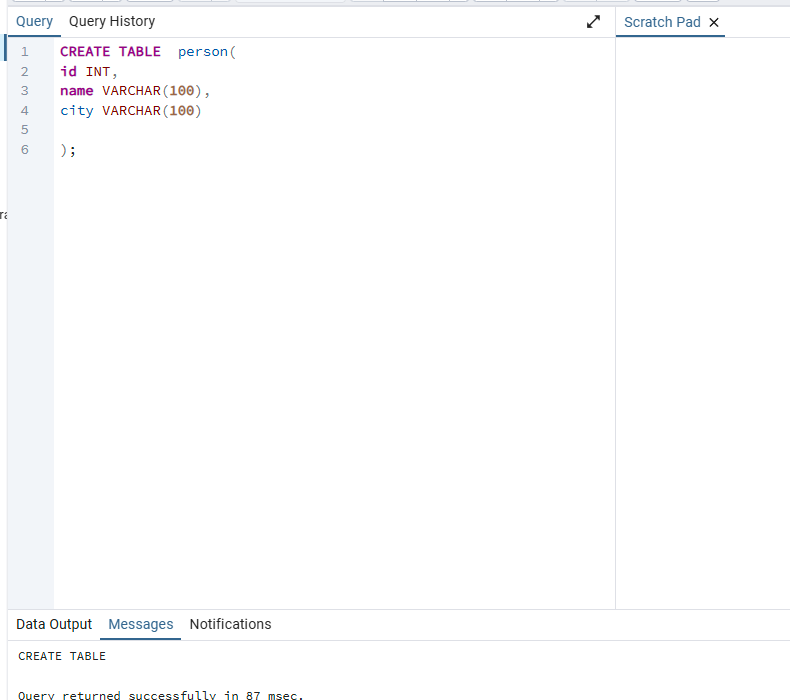 Query Query History Scratch Pad
1 CREATE TABLE  person(
2 id INT,
3 name VARCHAR(100),
4 city VARCHAR(100)
5
6 );
Data Output Messages Notifications
CREATE TABLE
Query returned successfully in 87 msec.